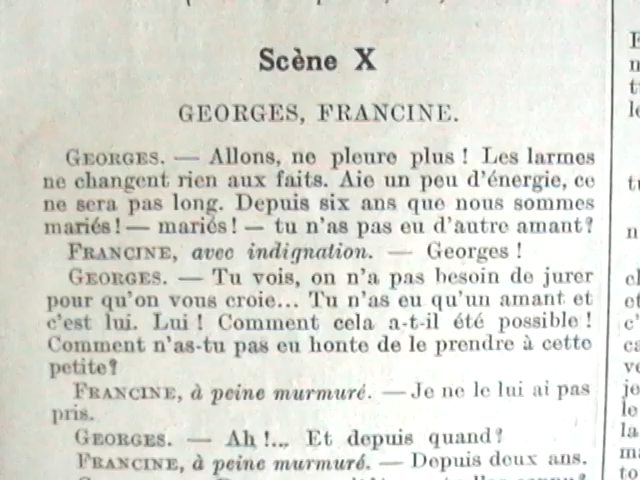 Scène X
GEORGES, FRANCINE.
GEORGES. — Allons, ne pleure plus ! Les larmes
ne changent rien aux faits. Aie un peu d'énergie, ce
ne sera pas long. Depuis six ans que nous sommes
mariés ! — mariés ! — tu n'as pas eu d'autre amant ?
FRANCINE, avec indignation. — Georges !
GEORGES. — Tu vois, on n'a pas besoin de jurer
pour qu'on vous croie... Tu n'as eu qu'un amant et
c'est lui. Lui ! Comment cela a-t-il été possible !
Comment n'as-tu pas eu honte de le prendre à cette
petite ?
FRANCINE, à peine murmuré. — Je ne le lui ai pas
pris.
GEORGES. — Ah !... Et depuis quand ?
FRANCINE, à peine murmuré. — Depuis deux ans.